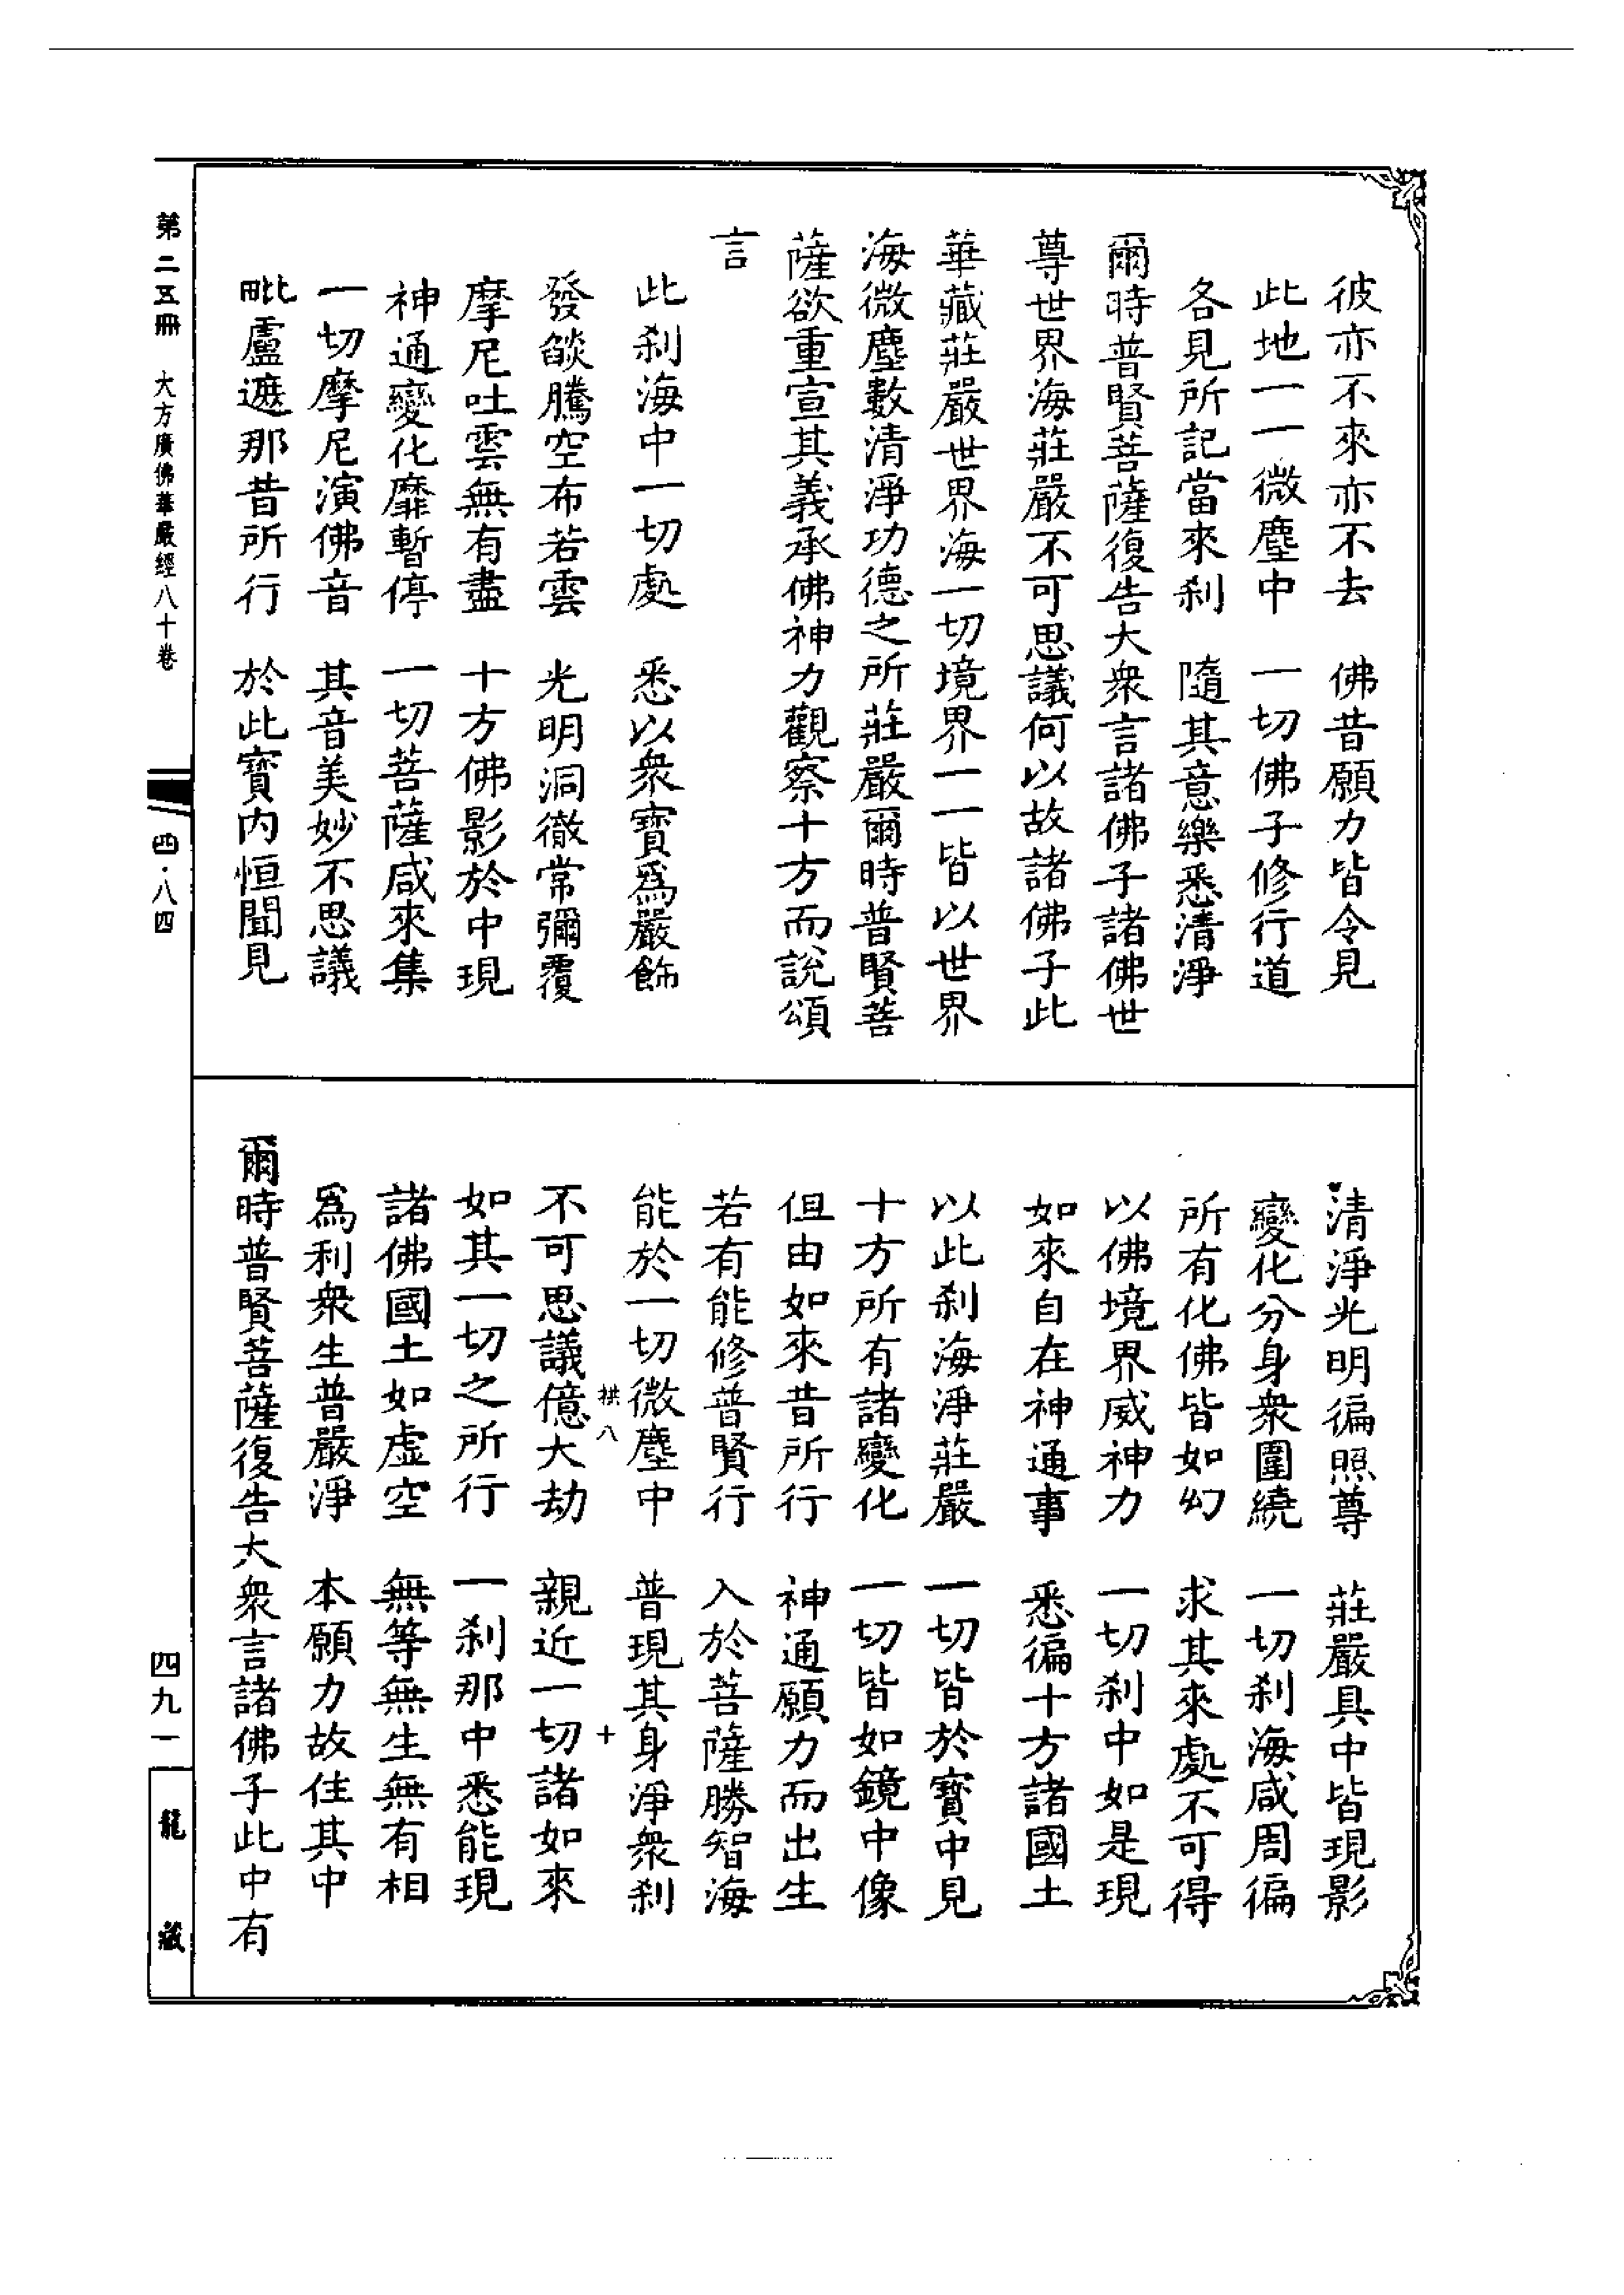 彼亦不來亦不去　佛昔願力皆令見
此地一一微塵中　一切佛子修行道
各見所記當來刹　隨其意樂悉清淨
爾時普賢菩薩復告大衆言諸佛子諸佛世
尊世界海莊嚴不可思議何以故諸佛子此
華藏莊嚴世界海一切境界一一皆以世界
海微塵數清淨功德之所莊嚴爾時普賢菩
薩欲重宣其義承佛神力觀察十方而說頌
言
此刹海中一切處　悉以衆寶爲嚴飾
發燄騰空布若雲　光明洞徹常彌覆
摩尼吐雲無有盡　十方佛影於中現
神通變化靡暫停　一切菩薩咸來集
一切摩尼演佛音　其音美妙不思議
毗盧遮那昔所行　於此寶内恒聞見
清淨光明徧照尊　莊嚴具中皆現影
變化分身衆圍繞　一切刹海咸周徧
所有化佛皆如幻　求其來處不可得
以佛境界威神力　一切刹中如是現
如來自在神通事　悉徧十方諸國土
以此刹海淨莊嚴　一切皆於寶中見
十方所有諸變化　一切皆如鏡中像
但由如來昔所行　神通願力而出生
若有能修普賢行　入於菩薩勝智海
能於一切微塵中　普現其身淨衆刹
拱八　十
不可思議億大劫　親近一切諸如來
如其一切之所行　一刹那中悉能現
諸佛國土如虛空　無等無生無有相
爲利衆生普嚴淨　本願力故住其中
爾時普賢菩薩復告大衆言諸佛子此中有
第二五冊　大方廣佛華嚴經八十卷　四·八四
四九一
龍藏